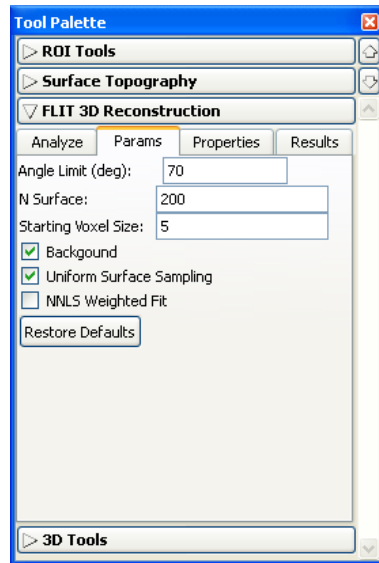 Tool Palette
ROI Tools
Surface Topography
FLIT 3D Reconstruction
Analyze Params Properties Results
Angle Limit (deg): 70
N Surface: 200
Starting Voxel Size: 5
Backgound
Uniform Surface Sampling
NNLS Weighted Fit
Restore Defaults
3D Tools